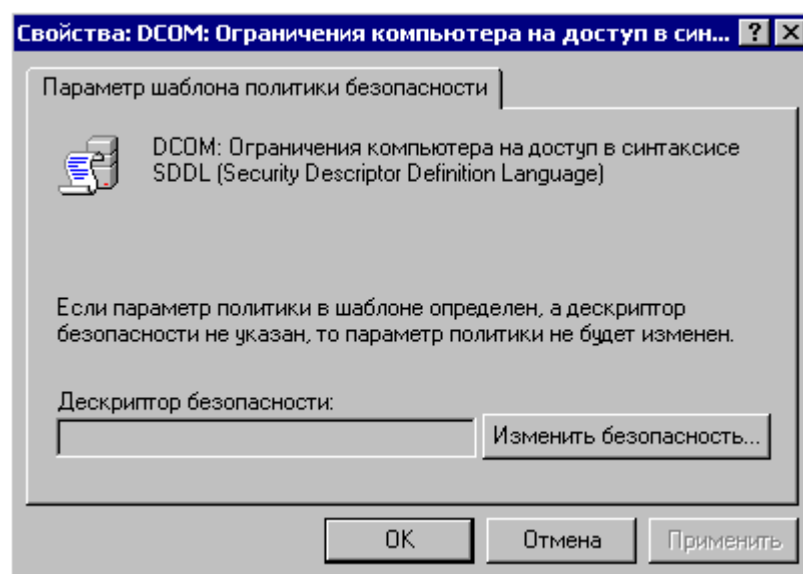 Свойства: DCOM: Ограничения компьютера на доступ в син...
Параметр шаблона политики безопасности
DCOM: Ограничения компьютера на доступ в синтаксисе
SDDL (Security Descriptor Definition Language)
Если параметр политики в шаблоне определен, а дескриптор
безопасности не указан, то параметр политики не будет изменен.
Дескриптор безопасности:
Изменить безопасность...
OK
Отмена
Применить